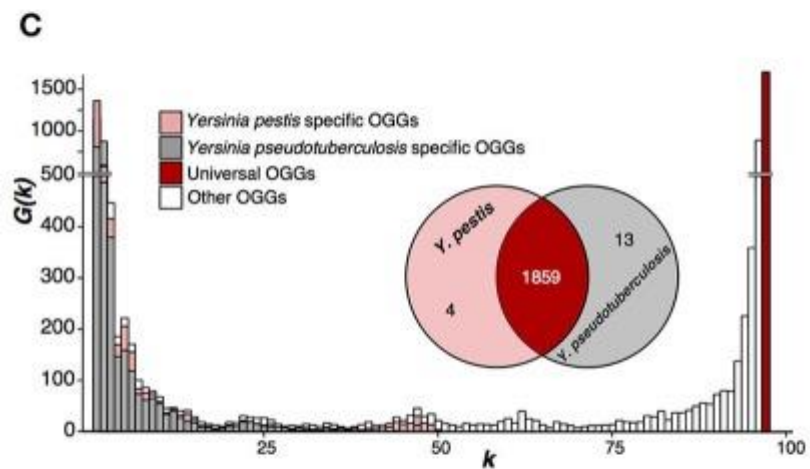 C
1500
1000
500
400
300
200
100
0
G(k)
Yersinia pestis specific OGGs
Yersinia pseudotuberculosis specific OGGs
Universal OGGs
Other OGGs
Y. pestis
4
1859
13
Y. pseudotuberculosis
25
50
75
100
k